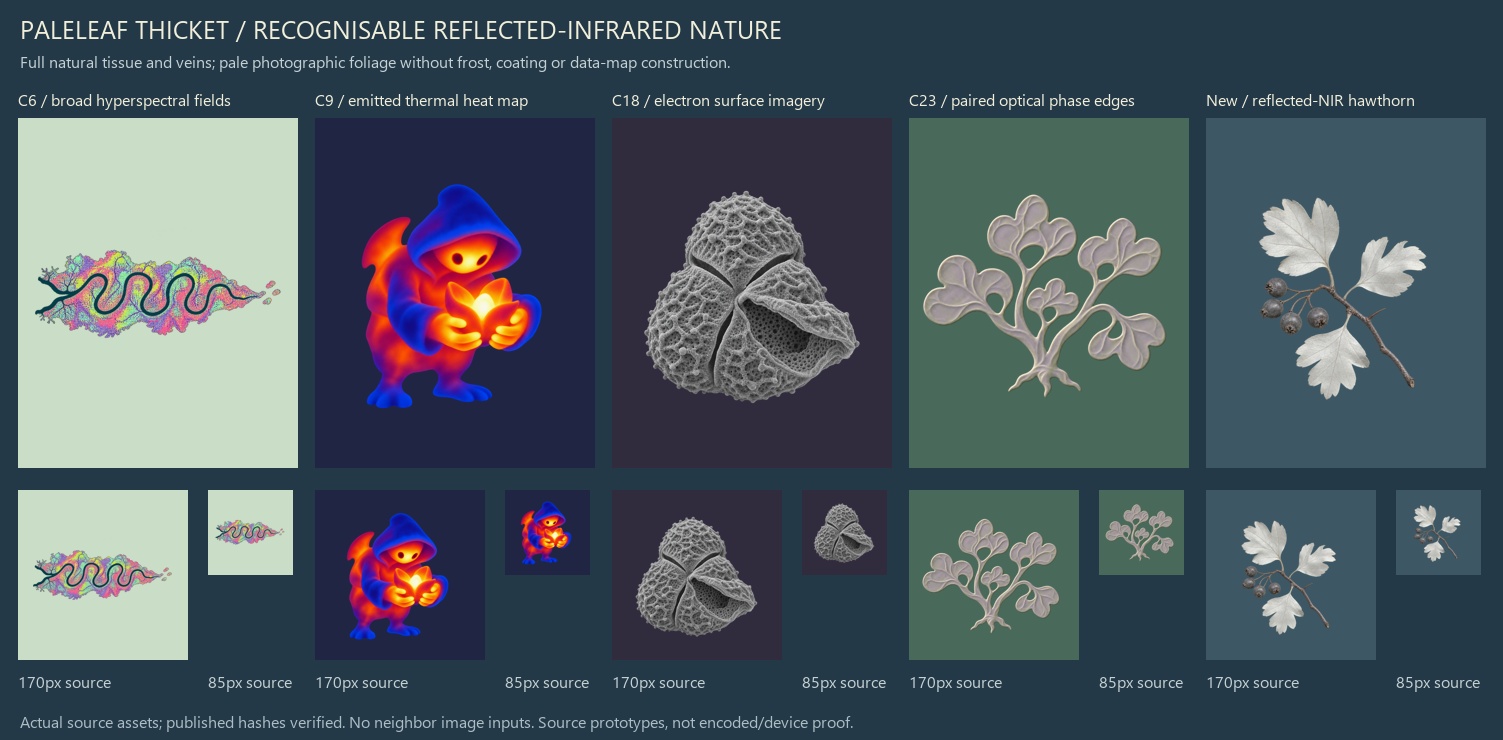 PALELEAF THICKET / RECOGNISABLE REFLECTED-INFRARED NATURE
Full natural tissue and veins; pale photographic foliage without frost, coating or data-map construction.
C6 / broad hyperspectral fields
C9 / emitted thermal heat map
C18 / electron surface imagery
C23 / paired optical phase edges
New / reflected-NIR hawthorn
170px source
85px source
170px source
85px source
170px source
85px source
170px source
85px source
170px source
85px source
Actual source assets; published hashes verified. No neighbor image inputs. Source prototypes, not encoded/device proof.